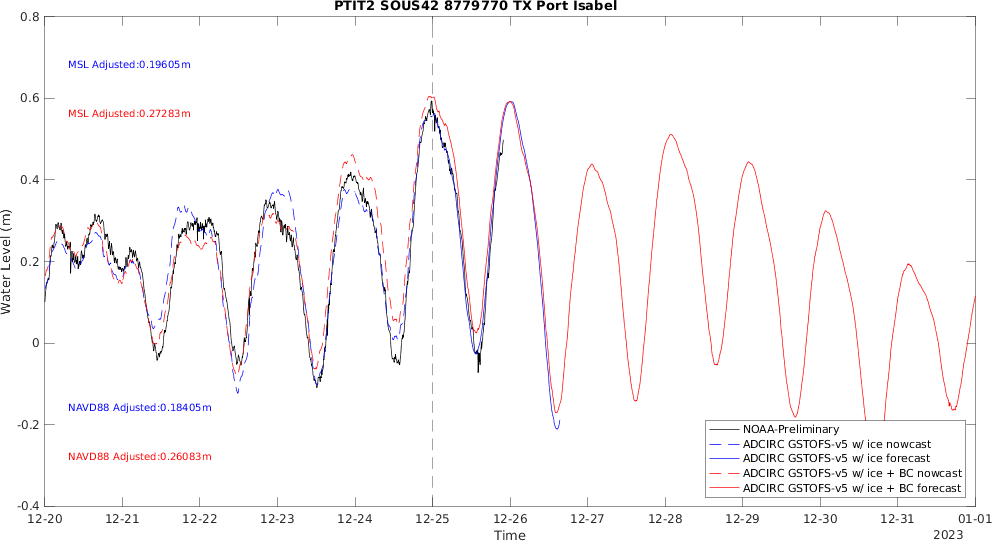 PTIT2 SOUS42 8779770 TX Port Isabel
0.8
0.6
0.4
0.2
0
-0.2
-0.4
Water Level (m)
MSL Adjusted:0.19605m
MSL Adjusted:0.27283m
NAVD88 Adjusted:0.18405m
NAVD88 Adjusted:0.26083m
NOAA-Preliminary
ADCIRC GSTOFS-v5 w/ ice nowcast
ADCIRC GSTOFS-v5 w/ ice forecast
ADCIRC GSTOFS-v5 w/ ice + BC nowcast
ADCIRC GSTOFS-v5 w/ ice + BC forecast
12-20 12-21 12-22 12-23 12-24 12-25 12-26 12-27 12-28 12-29 12-30 12-31 01-01
Time
2023